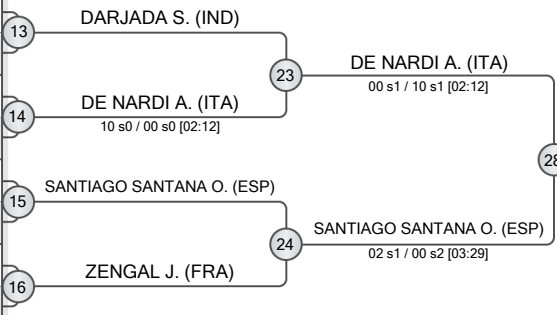 13
DARJADA S. (IND)
23
DE NARDI A. (ITA)
00 s1 / 10 s1 [02:12]
14
DE NARDI A. (ITA)
10 s0 / 00 s0 [02:12]
28
15
SANTIAGO SANTANA O. (ESP)
24
SANTIAGO SANTANA O. (ESP)
02 s1 / 00 s2 [03:29]
16
ZENGAL J. (FRA)